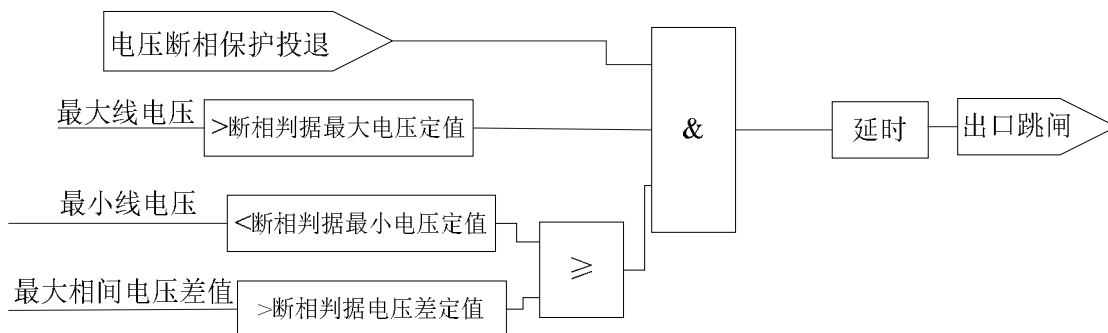 电压断相保护投退
最大线电压
>断相判据最大电压定值
&
延时
出口跳闸
最小线电压
<断相判据最小电压定值
≥
最大相间电压差值
>断相判据电压差定值